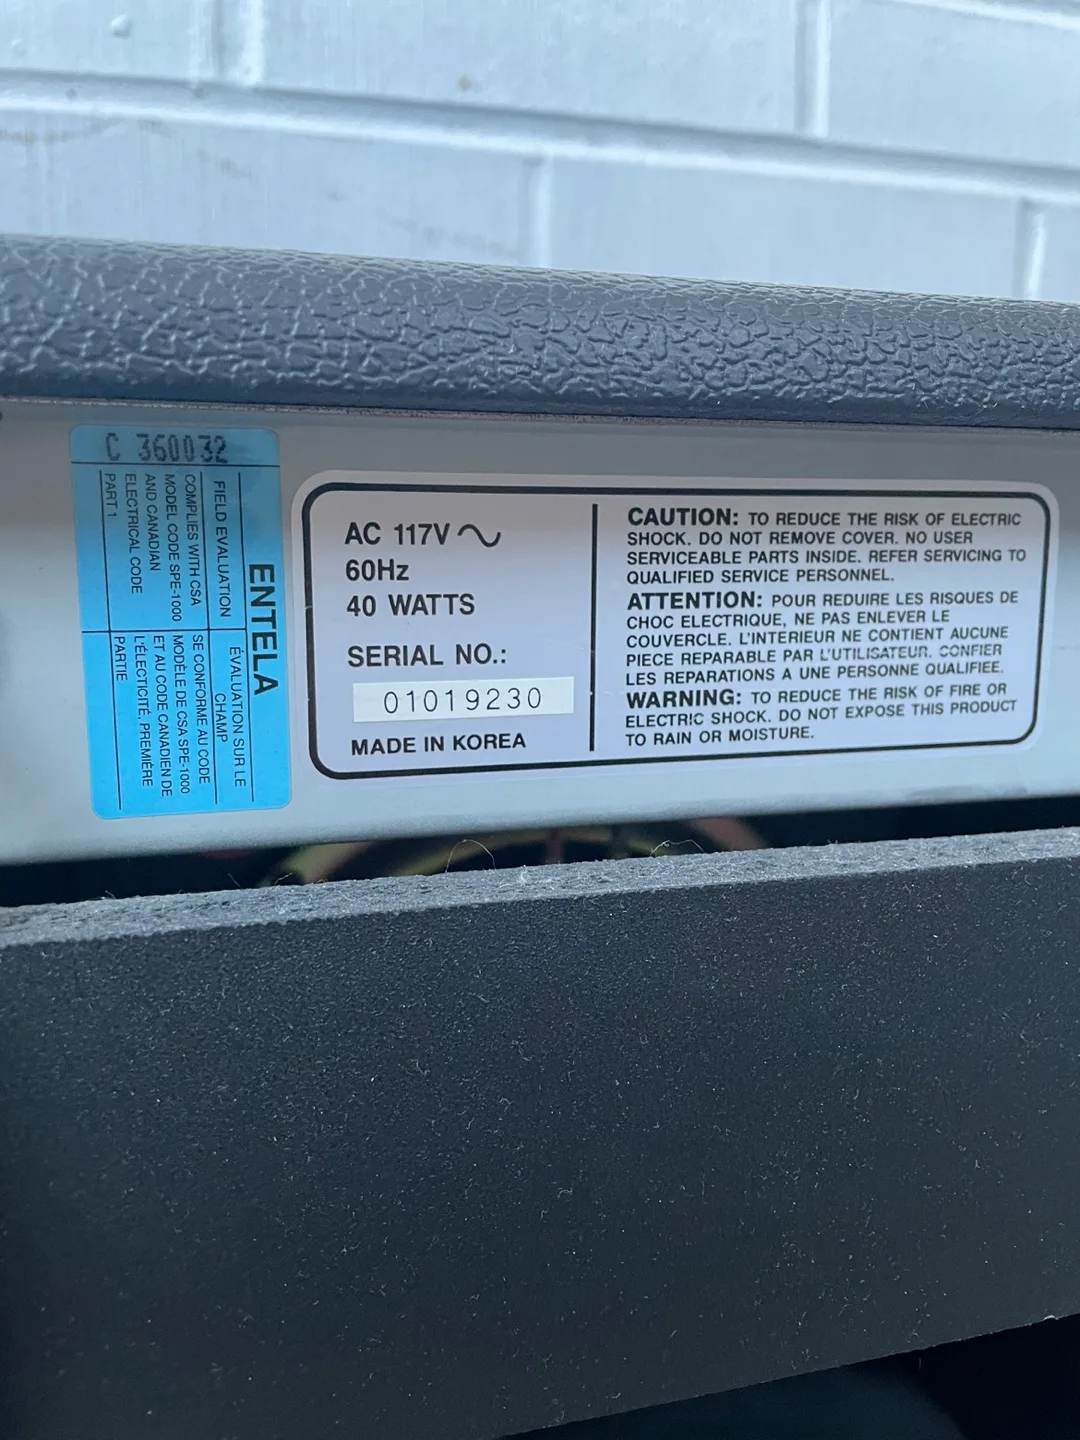 C 360032
ENTELA
FIELD EVALUATION
COMPLIES WITH CSA
MODEL CODE SPE-1000
AND CANADIAN
ELECTRICAL CODE
PART 1
ÉVALUATION SUR LE
CHAMP
SE CONFORME AU CODE
MODÈLE DE CSA SPE-1000
ET AU CODE CANADIEN DE
L'ÉLECTICITÉ, PREMIÈRE
PARTIE
AC 117V ∿
60Hz
40 WATTS
SERIAL NO.:
01019230
MADE IN KOREA
CAUTION: TO REDUCE THE RISK OF ELECTRIC
SHOCK. DO NOT REMOVE COVER. NO USER
SERVICEABLE PARTS INSIDE. REFER SERVICING TO
QUALIFIED SERVICE PERSONNEL.
ATTENTION: POUR REDUIRE LES RISQUES DE
CHOC ELECTRIQUE, NE PAS ENLEVER LE
COUVERCLE. L'INTERIEUR NE CONTIENT AUCUNE
PIECE REPARABLE PAR L'UTILISATEUR. CONFIER
LES REPARATIONS A UNE PERSONNE QUALIFIEE.
WARNING: TO REDUCE THE RISK OF FIRE OR
ELECTRIC SHOCK. DO NOT EXPOSE THIS PRODUCT
TO RAIN OR MOISTURE.